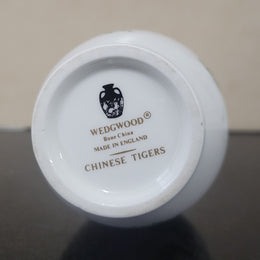 WEDGWOOD®
Bone China
MADE IN ENGLAND
CHINESE TIGERS